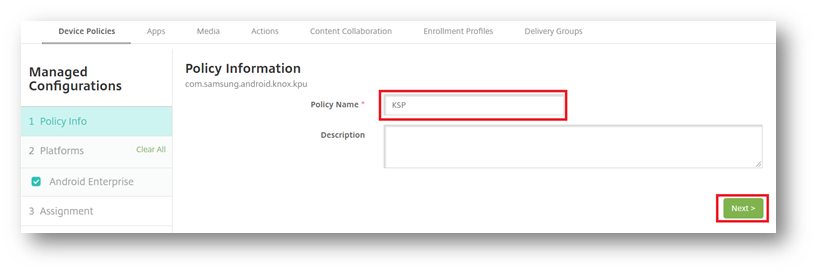 Device Policies Apps Media Actions Content Collaboration Enrollment Profiles Delivery Groups
Managed
Configurations
1 Policy Info
2 Platforms Clear All
Android Enterprise
3 Assignment
Policy Information
com.samsung.android.knox.kpu
Policy Name * KSP
Description
Next >